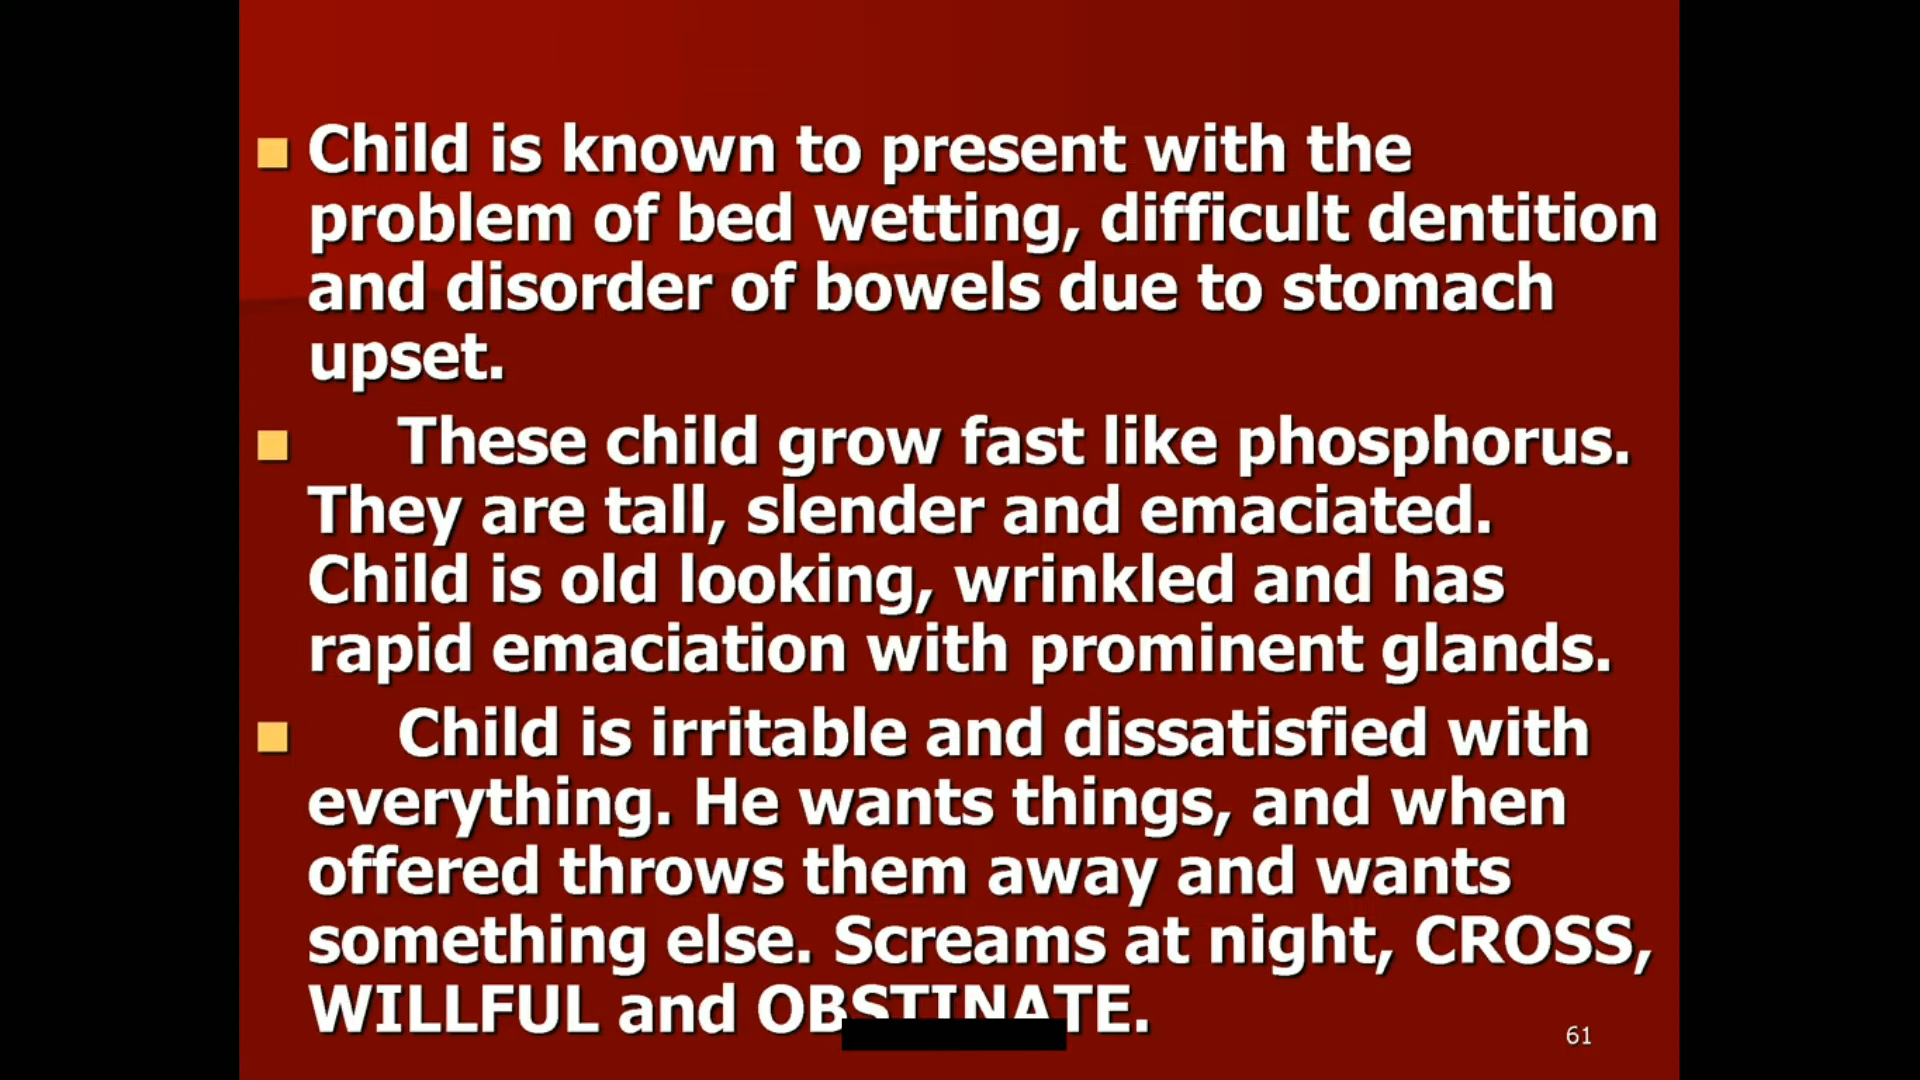 Child is known to present with the
problem of bed wetting, difficult dentition
and disorder of bowels due to stomach
upset.
These child grow fast like phosphorus.
They are tall, slender and emaciated.
Child is old looking, wrinkled and has
rapid emaciation with prominent glands.
Child is irritable and dissatisfied with
everything. He wants things, and when
offered throws them away and wants
something else. Screams at night, CROSS,
WILLFUL and OBSTINATE.
61